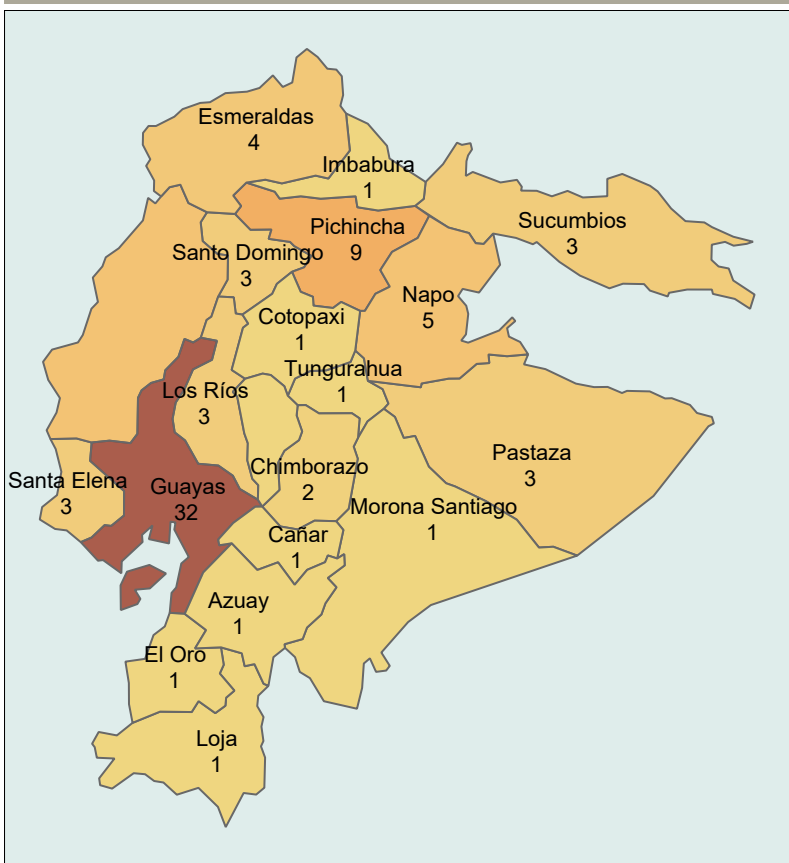 Esmeraldas
4
Imbabura
1
Sucumbios
3
Pichincha
9
Santo Domingo
3
Napo
5
Cotopaxi
1
Tungurahua
1
Los Ríos
3
Pastaza
3
Chimborazo
2
Santa Elena
3
Guayas
32
Morona Santiago
1
Cañar
1
Azuay
1
El Oro
1
Loja
1